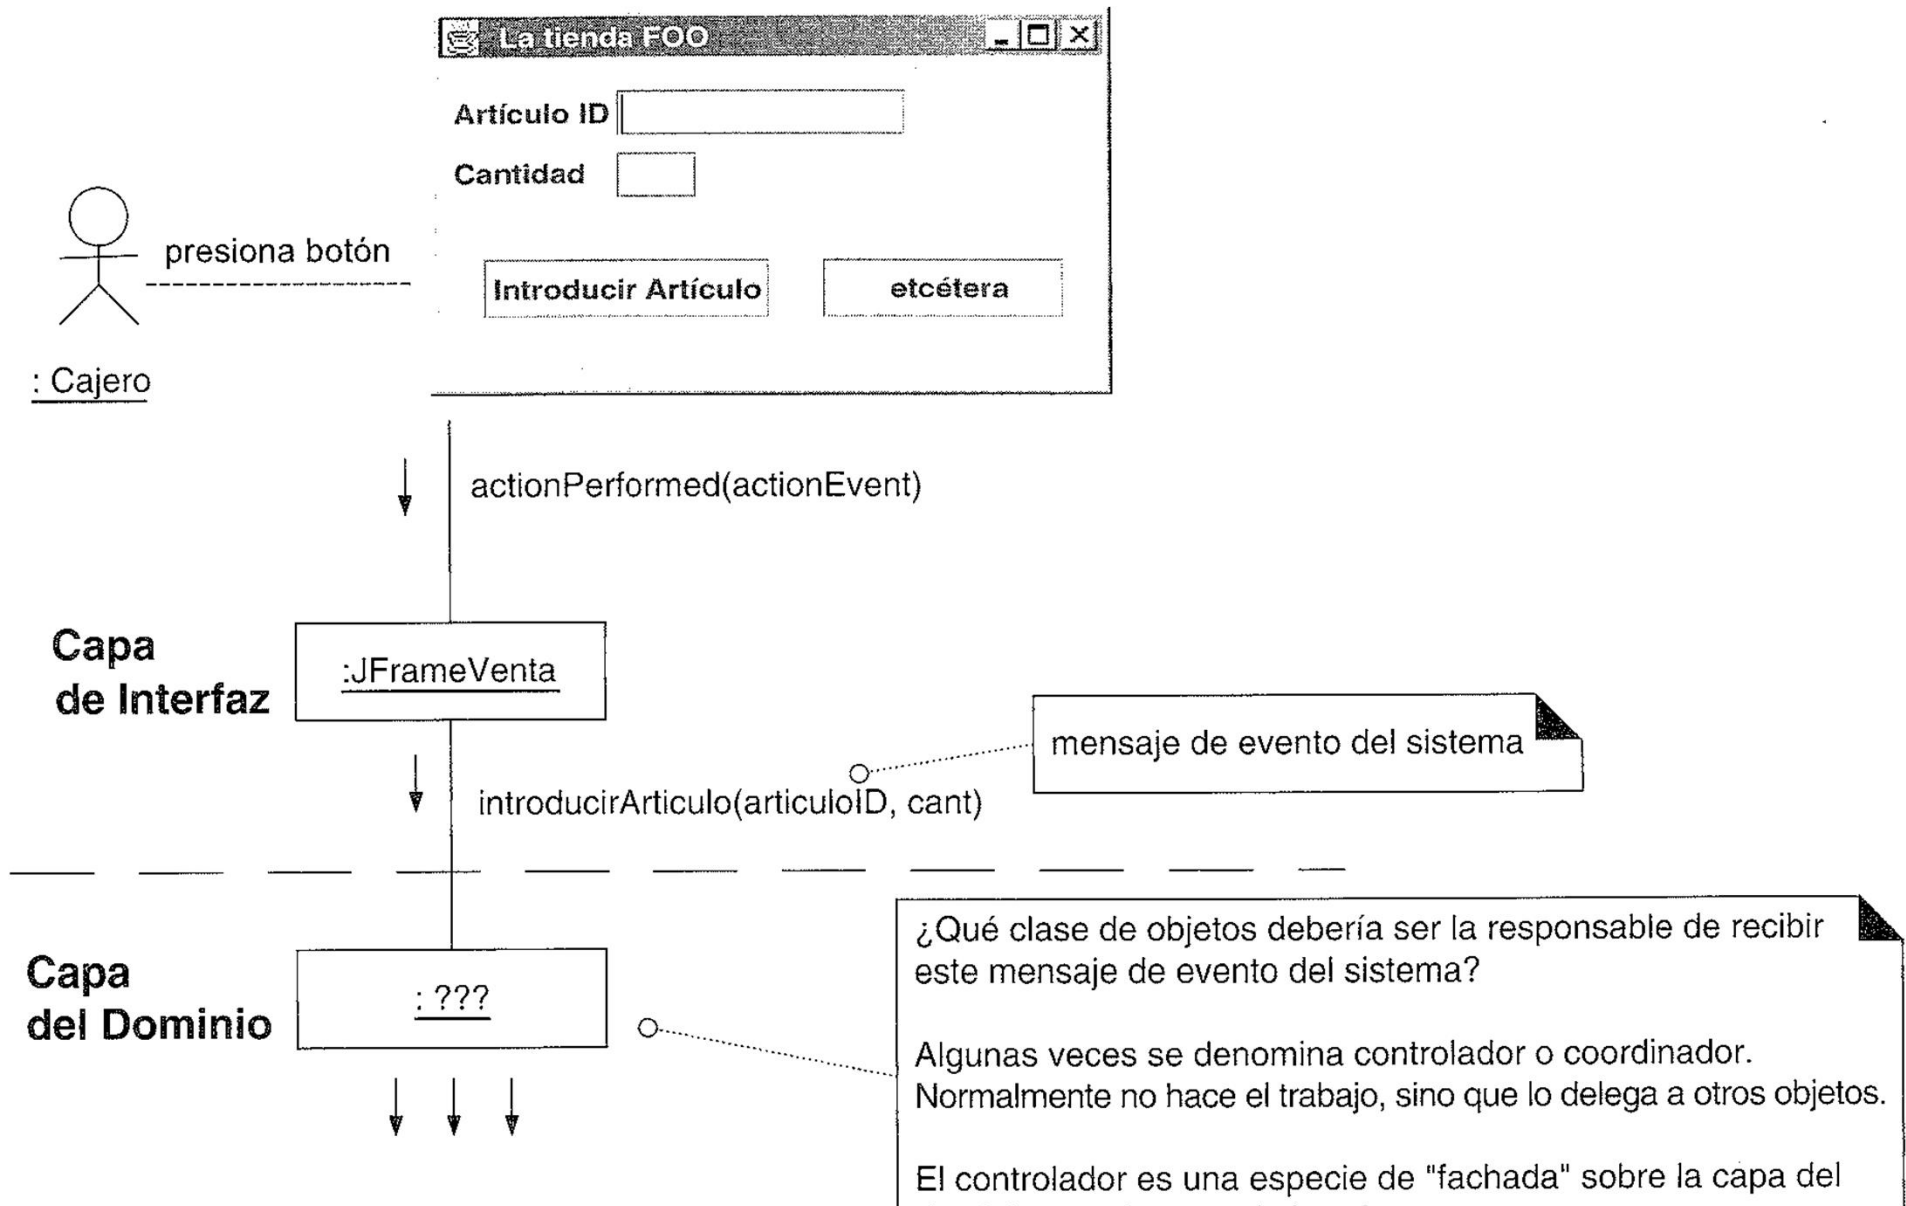 La tienda FOO
Artículo ID
Cantidad
presiona botón
Introducir Artículo
etcétera
: Cajero
actionPerformed(actionEvent)
Capa
de Interfaz
:JFrameVenta
mensaje de evento del sistema
introducirArticulo(articuloID, cant)
¿Qué clase de objetos debería ser la responsable de recibir
este mensaje de evento del sistema?
Capa
del Dominio
: ???
Algunas veces se denomina controlador o coordinador.
Normalmente no hace el trabajo, sino que lo delega a otros objetos.
El controlador es una especie de "fachada" sobre la capa del